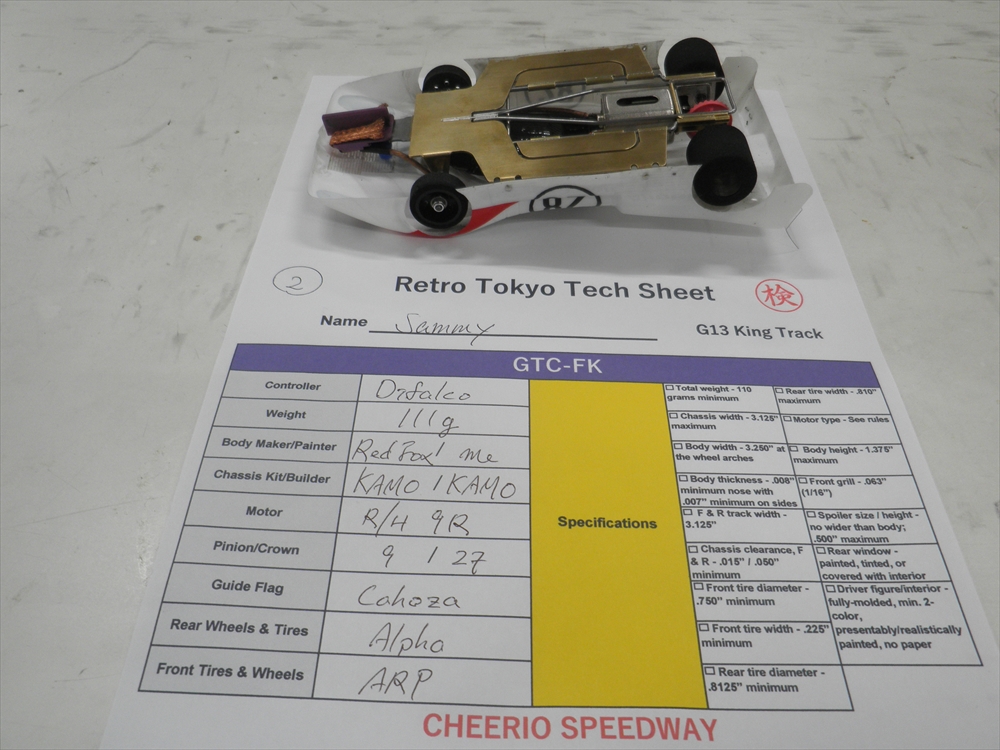 87
2
Retro Tokyo Tech Sheet
検
Name Sammy
G13 King Track
GTC-FK
Controller Difalco
Weight 111g
Body Maker/Painter RedFox/ me
Chassis Kit/Builder KAMO / KAMO
Motor R/H 9R
Pinion/Crown 9 / 27
Guide Flag Cahoza
Rear Wheels & Tires Alpha
Front Tires & Wheels ARP
Specifications
☐ Total weight - 110
grams minimum
☐ Chassis width - 3.125"
maximum
☐ Body width - 3.250" at
the wheel arches
☐ Body thickness - .008"
minimum nose with
.007" minimum on sides
☐ F & R track width -
3.125"
☐ Chassis clearance, F
& R - .015" / .050"
minimum
☐ Front tire diameter -
.750" minimum
☐ Front tire width - .225"
minimum
☐ Rear tire diameter -
.8125" minimum
☐ Rear tire width - .810"
maximum
☐ Motor type - See rules
☐ Body height - 1.375"
maximum
☐ Front grill - .063"
(1/16")
☐ Spoiler size / height -
no wider than body;
.500" maximum
☐ Rear window -
painted, tinted, or
covered with interior
☐ Driver figure/interior -
fully-molded, min. 2-
color,
presentably/realistically
painted, no paper
CHEERIO SPEEDWAY